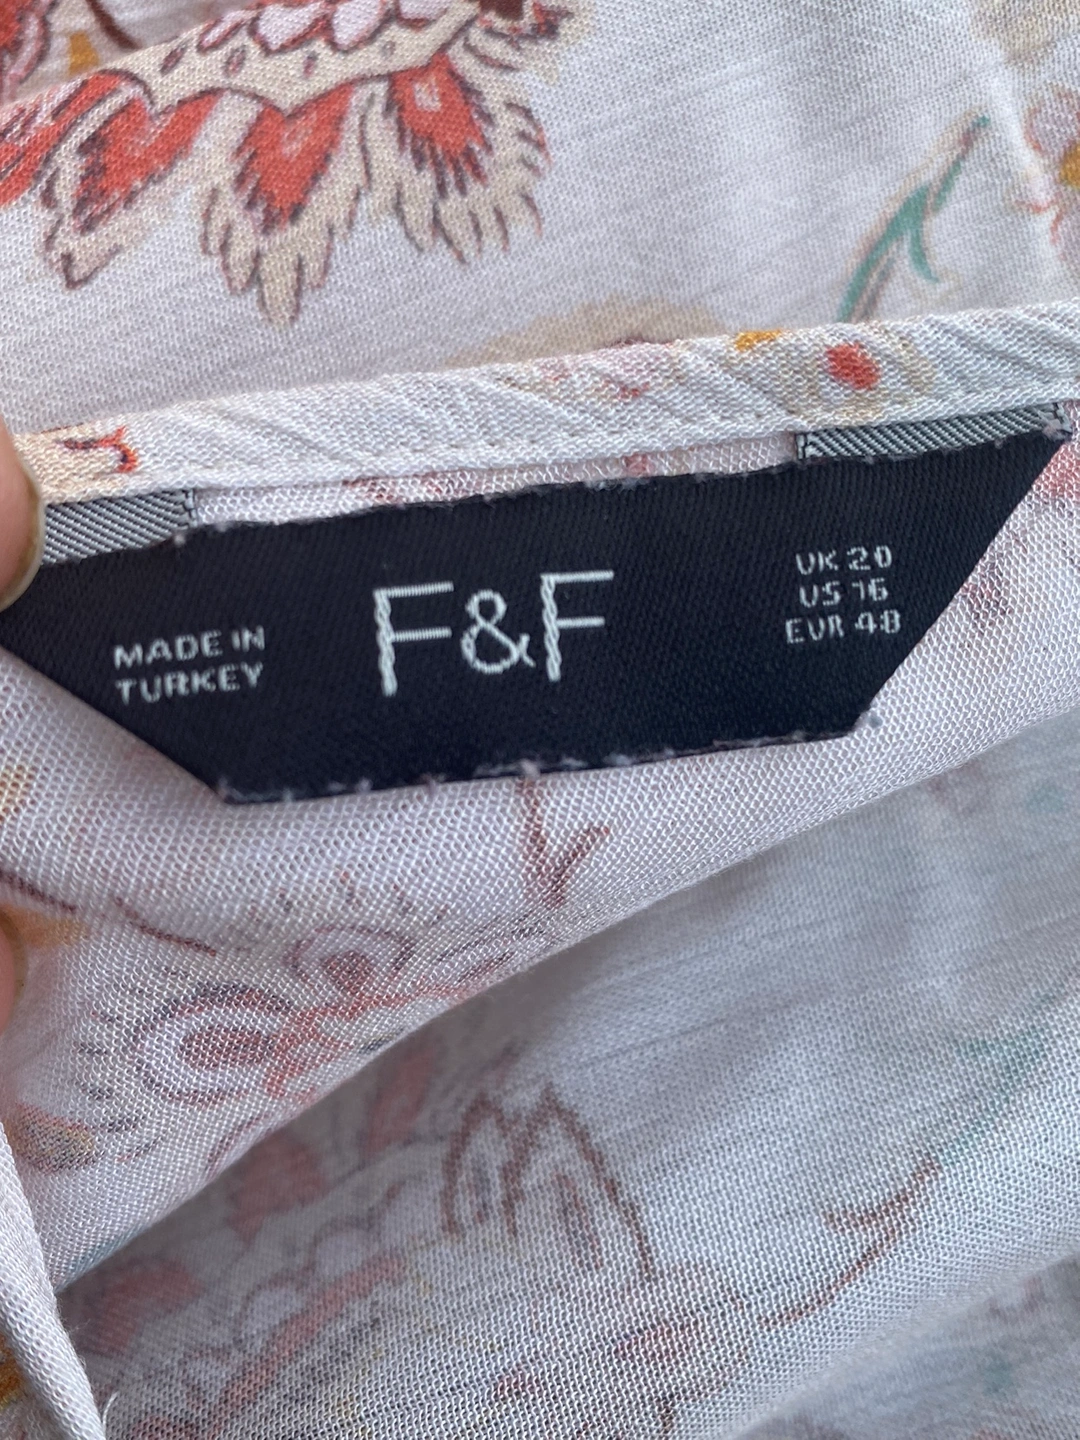 MADE IN
TURKEY
F&F
UK 20
US 16
EUR 48